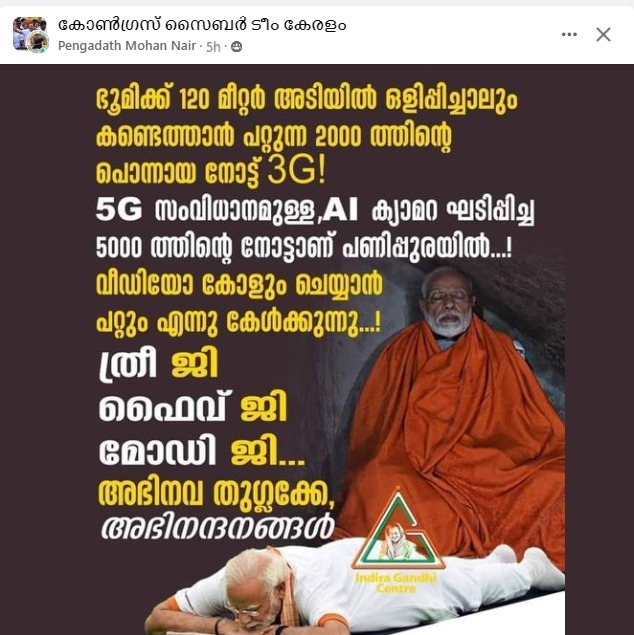 കോൺഗ്രസ് സൈബർ ടീം കേരളം
Pengadath Mohan Nair · 5h ·
ഭൂമിക്ക് 120 മീറ്റർ അടിയിൽ ഒളിപ്പിച്ചാലും
കണ്ടെത്താൻ പറ്റുന്ന 2000 ത്തിന്റെ
പൊന്നായ നോട്ട് 3G!
5G സംവിധാനമുള്ള,AI ക്യാമറ ഘടിപ്പിച്ച
5000 ത്തിന്റെ നോട്ടാണ് പണിപ്പുരയിൽ...!
വീഡിയോ കോളും ചെയ്യാൻ
പറ്റും എന്നു കേൾക്കുന്നു...!
ത്രീ ജി
ഫൈവ് ജി
മോഡി ജി...
അഭിനവ തുഗ്ലക്കേ,
അഭിനന്ദനങ്ങൾ
Indira Gandhi
Centre